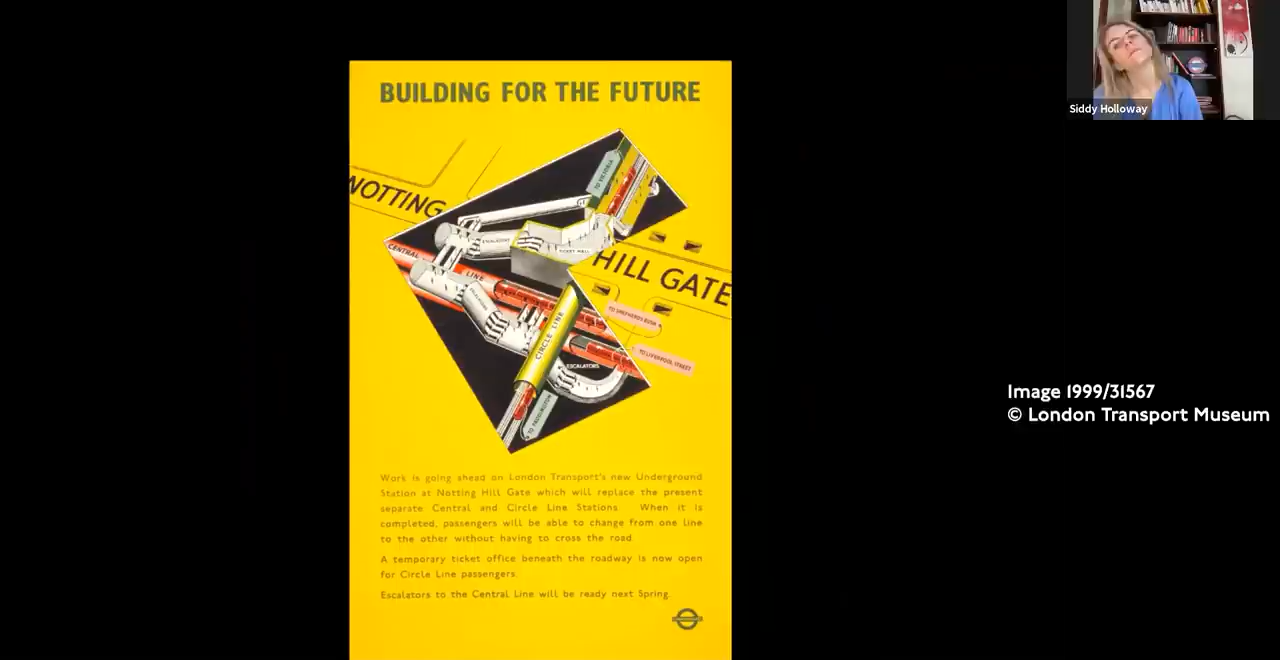 Siddy Holloway
BUILDING FOR THE FUTURE
NOTTING
HILL GATE
TO VICTORIA
ESCALATORS
TICKET HALL
CENTRAL
LINE
ESCALATORS
CIRCLE LINE
TO SHEPHERDS BUSH
TO LIVERPOOL STREET
ESCALATORS
TO PADDINGTON
Work is going ahead on London Transport's new Underground
Station at Notting Hill Gate which will replace the present
separate Central and Circle Line Stations When it is
completed, passengers will be able to change from one line
to the other without having to cross the road
A temporary ticket office beneath the roadway is now open
for Circle Line passengers
Escalators to the Central Line will be ready next Spring.
Image 1999/31567
© London Transport Museum